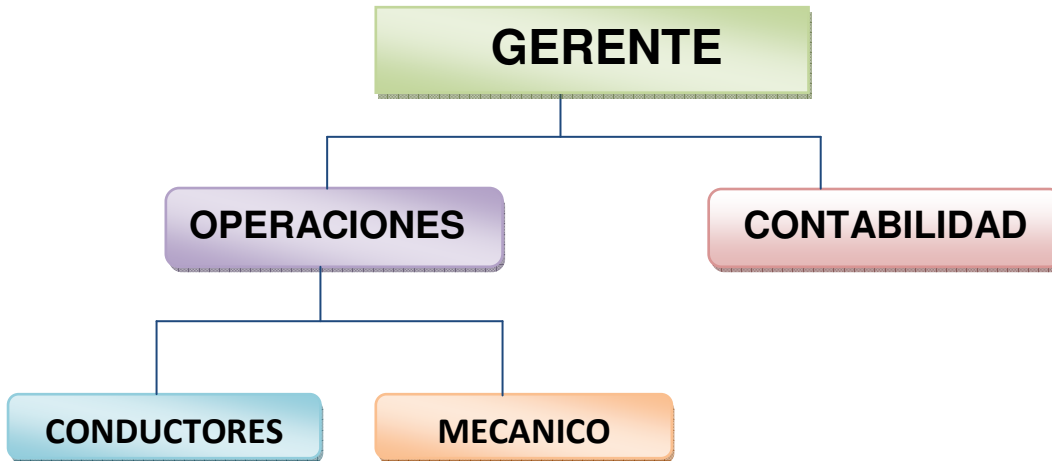 GERENTE
OPERACIONES
CONTABILIDAD
CONDUCTORES
MECANICO